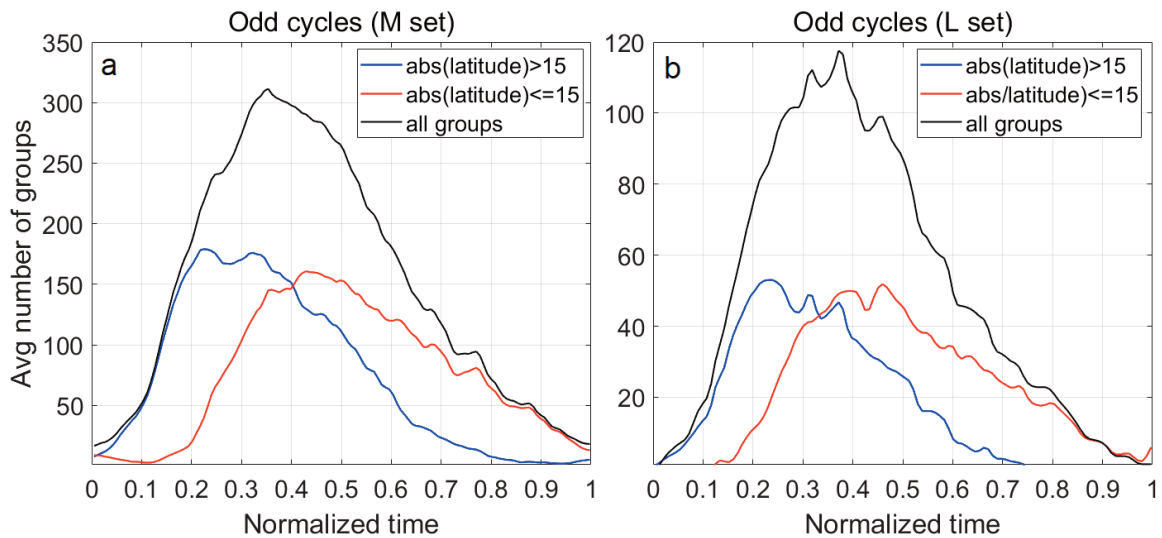 Odd cycles (M set)
350
300
250
200
150
100
50
Avg number of groups
a
abs(latitude)>15
abs(latitude)<=15
all groups
0 0.1 0.2 0.3 0.4 0.5 0.6 0.7 0.8 0.9 1
Normalized time
Odd cycles (L set)
120
100
80
60
40
20
b
abs(latitude)>15
abs/latitude)<=15
all groups
0 0.1 0.2 0.3 0.4 0.5 0.6 0.7 0.8 0.9 1
Normalized time